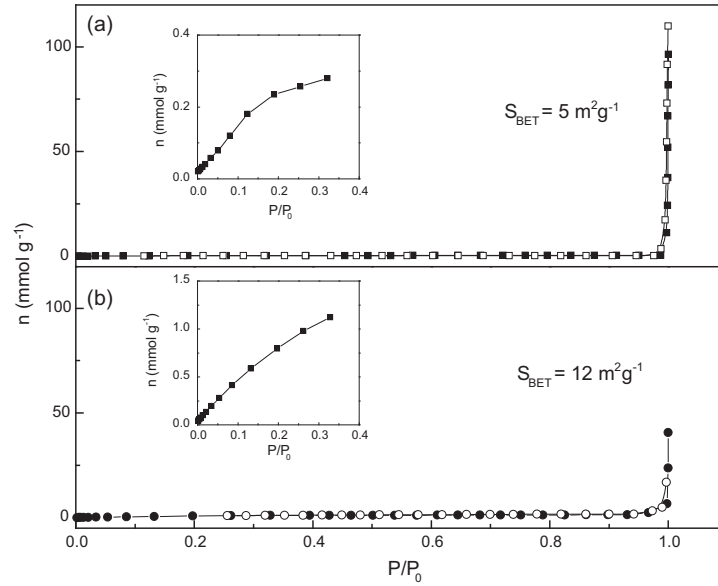 (a)
n (mmol g⁻¹)
100
50
0
0.4
0.2
0.0
n (mmol g⁻¹)
0.0 0.1 0.2 0.3 0.4
P/P₀
S_BET = 5 m²g⁻¹
(b)
100
50
0
1.5
1.0
0.5
0.0
n (mmol g⁻¹)
0.0 0.1 0.2 0.3 0.4
P/P₀
S_BET = 12 m²g⁻¹
0.0 0.2 0.4 0.6 0.8 1.0
P/P₀